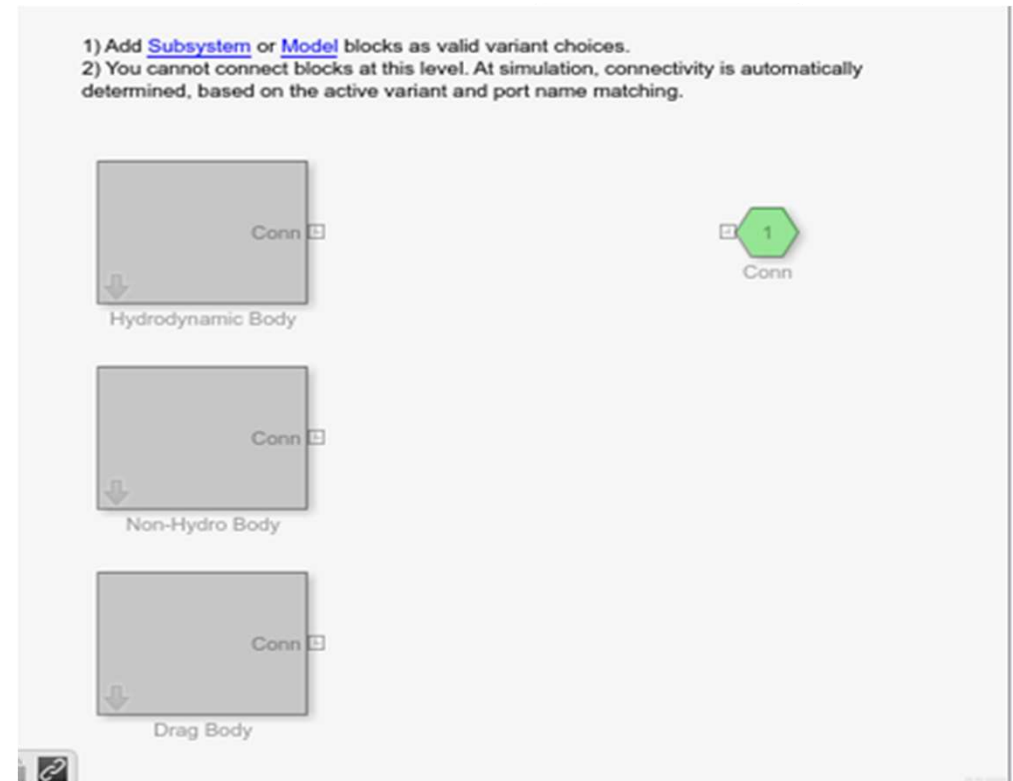 1) Add Subsystem or Model blocks as valid variant choices.
2) You cannot connect blocks at this level. At simulation, connectivity is automatically
determined, based on the active variant and port name matching.
Conn
1
Conn
Hydrodynamic Body
Conn
Non-Hydro Body
Conn
Drag Body